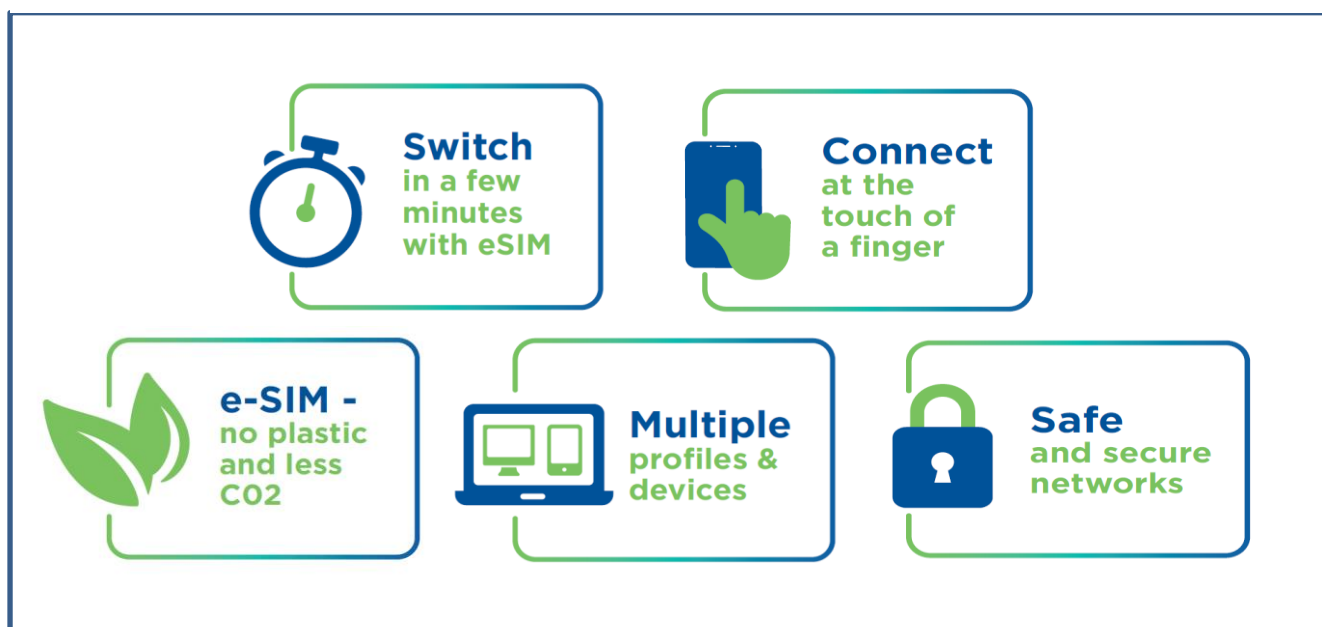 Switch
in a few
minutes
with eSIM
Connect
at the
touch of
a finger
e-SIM -
no plastic
and less
C02
Multiple
profiles &
devices
Safe
and secure
networks